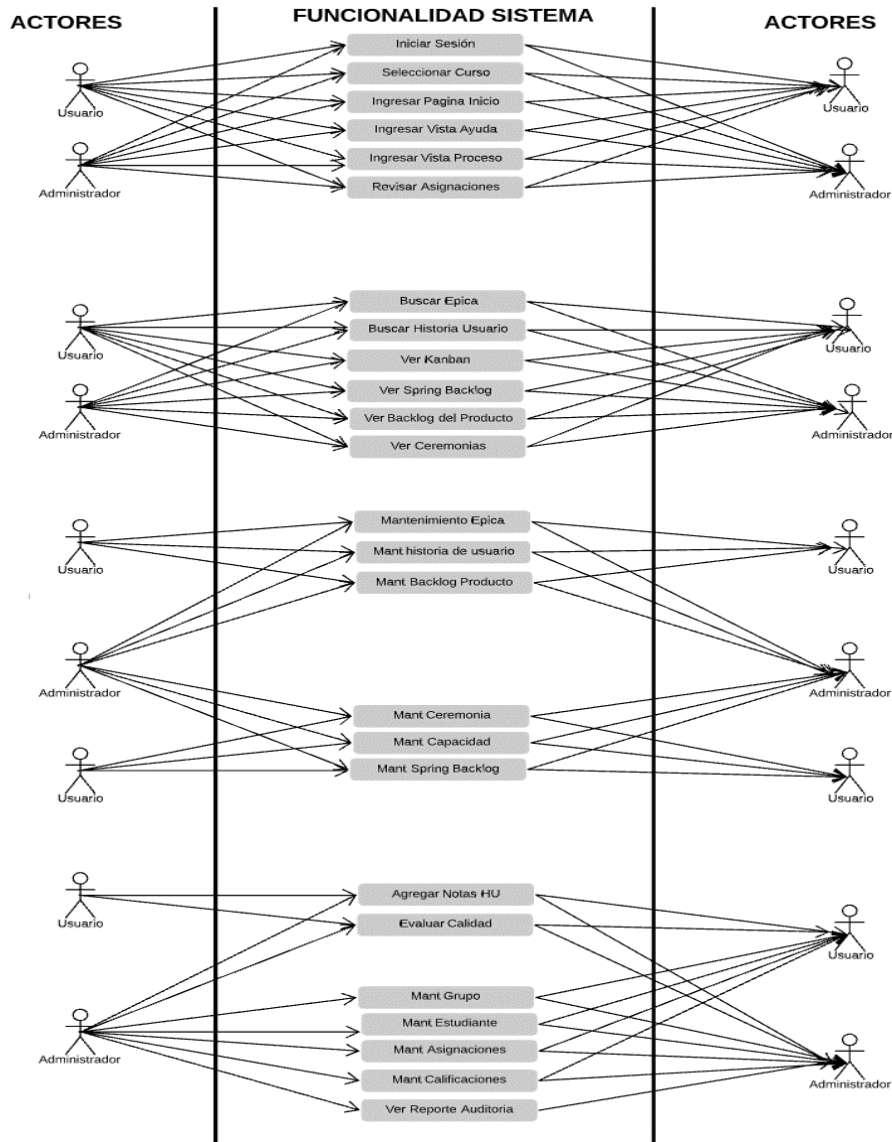 ACTORES
FUNCIONALIDAD SISTEMA
ACTORES
Iniciar Sesión
Seleccionar Curso
Ingresar Pagina Inicio
Ingresar Vista Ayuda
Ingresar Vista Proceso
Revisar Asignaciones
Usuario
Administrador
Usuario
Administrador
Buscar Epica
Buscar Historia Usuario
Ver Kanban
Ver Spring Backlog
Ver Backlog del Producto
Ver Ceremonias
Usuario
Administrador
Usuario
Administrador
Mantenimiento Epica
Mant historia de usuario
Mant Backlog Producto
Usuario
Usuario
Administrador
Administrador
Mant Ceremonia
Mant Capacidad
Mant Spring Backlog
Usuario
Usuario
Agregar Notas HU
Evaluar Calidad
Usuario
Usuario
Mant Grupo
Mant Estudiante
Mant Asignaciones
Mant Calificaciones
Ver Reporte Auditoria
Administrador
Administrador